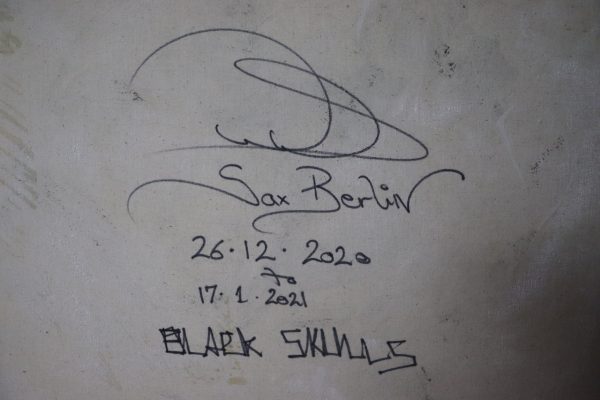 Sax Berlin
26.12.2020
to
17.1.2021
BLACK SKULLS